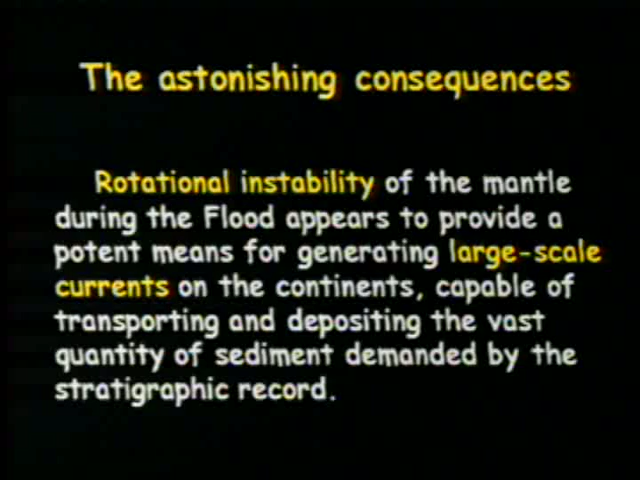 The astonishing consequences
Rotational instability of the mantle
during the Flood appears to provide a
potent means for generating large-scale
currents on the continents, capable of
transporting and depositing the vast
quantity of sediment demanded by the
stratigraphic record.